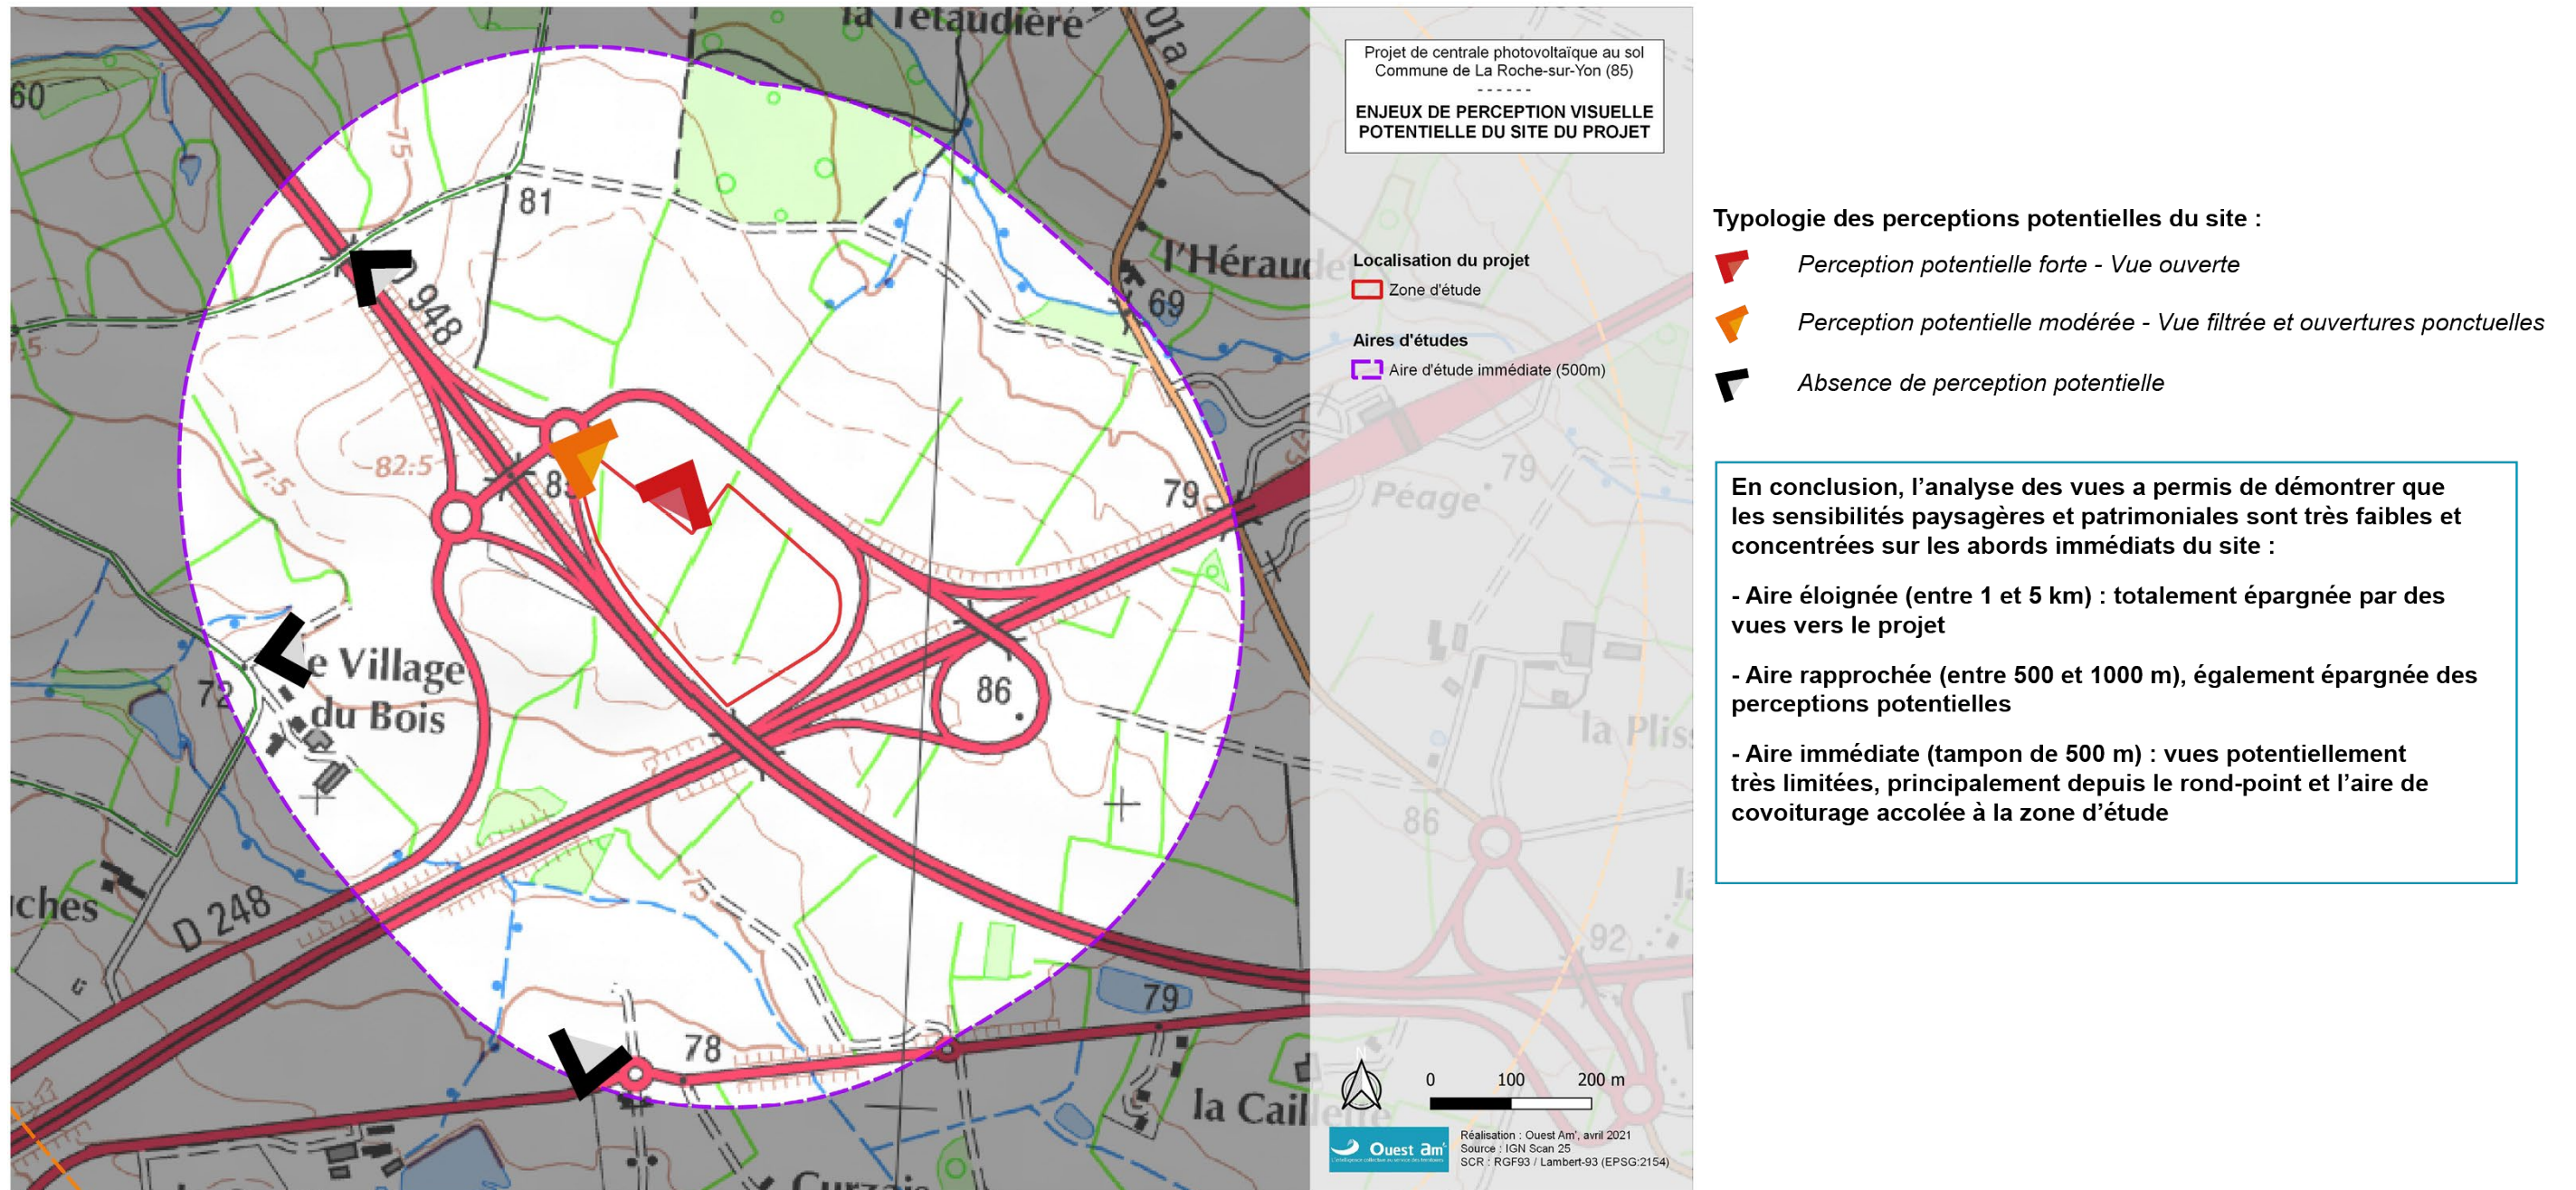 la Tétaudière
01a
60
75
81
Projet de centrale photovoltaïque au sol
Commune de La Roche-sur-Yon (85)
- - - - - -
ENJEUX DE PERCEPTION VISUELLE
POTENTIELLE DU SITE DU PROJET
l'Héraudet
69
D 948
Localisation du projet
Zone d'étude
Aires d'études
Aire d'étude immédiate (500m)
Typologie des perceptions potentielles du site :
Perception potentielle forte - Vue ouverte
Perception potentielle modérée - Vue filtrée et ouvertures ponctuelles
Absence de perception potentielle
77.5
82.5
79
Péage
79
En conclusion, l’analyse des vues a permis de démontrer que
les sensibilités paysagères et patrimoniales sont très faibles et
concentrées sur les abords immédiats du site :
- Aire éloignée (entre 1 et 5 km) : totalement épargnée par des
vues vers le projet
- Aire rapprochée (entre 500 et 1000 m), également épargnée des
perceptions potentielles
- Aire immédiate (tampon de 500 m) : vues potentiellement
très limitées, principalement depuis le rond-point et l’aire de
covoiturage accolée à la zone d’étude
e Village
du Bois
72
86
la Pliss
86
75
ches
D 248
92
79
78
la Caillette
N
0 100 200 m
Curzais
Ouest am'
Réalisation : Ouest Am', avril 2021
Source : IGN Scan 25
SCR : RGF93 / Lambert-93 (EPSG:2154)